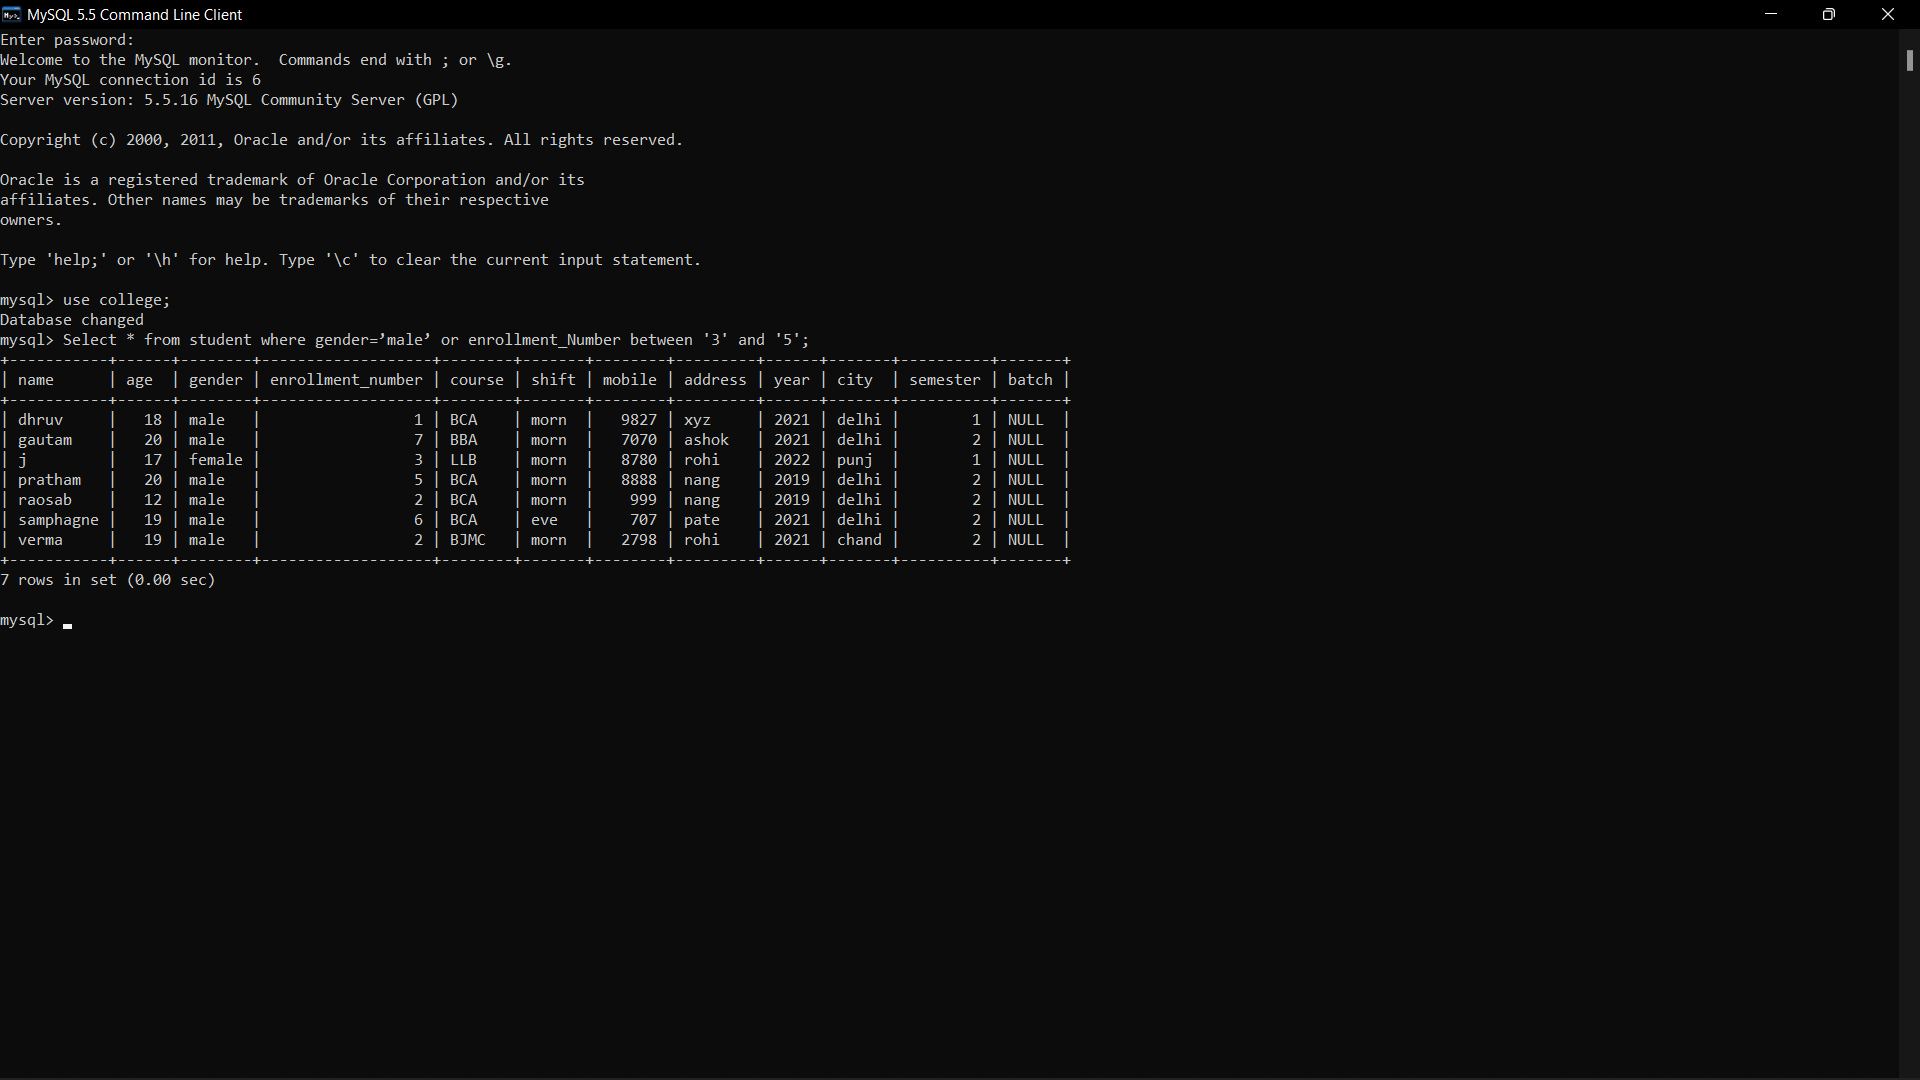 MySQL 5.5 Command Line Client
Enter password:
Welcome to the MySQL monitor.  Commands end with ; or \g.
Your MySQL connection id is 6
Server version: 5.5.16 MySQL Community Server (GPL)
Copyright (c) 2000, 2011, Oracle and/or its affiliates. All rights reserved.
Oracle is a registered trademark of Oracle Corporation and/or its
affiliates. Other names may be trademarks of their respective
owners.
Type 'help;' or '\h' for help. Type '\c' to clear the current input statement.
mysql> use college;
Database changed
mysql> Select * from student where gender=’male’ or enrollment_Number between '3' and '5';
+-----------+------+--------+-------------------+--------+-------+--------+---------+------+-------+----------+-------+
| name      | age  | gender | enrollment_number | course | shift | mobile | address | year | city  | semester | batch |
+-----------+------+--------+-------------------+--------+-------+--------+---------+------+-------+----------+-------+
| dhruv     |   18 | male   |                 1 | BCA    | morn  |   9827 | xyz     | 2021 | delhi |        1 | NULL  |
| gautam    |   20 | male   |                 7 | BBA    | morn  |   7070 | ashok   | 2021 | delhi |        2 | NULL  |
| j         |   17 | female |                 3 | LLB    | morn  |   8780 | rohi    | 2022 | punj  |        1 | NULL  |
| pratham   |   20 | male   |                 5 | BCA    | morn  |   8888 | nang    | 2019 | delhi |        2 | NULL  |
| raosab    |   12 | male   |                 2 | BCA    | morn  |    999 | nang    | 2019 | delhi |        2 | NULL  |
| samphagne |   19 | male   |                 6 | BCA    | eve   |    707 | pate    | 2021 | delhi |        2 | NULL  |
| verma     |   19 | male   |                 2 | BJMC   | morn  |   2798 | rohi    | 2021 | chand |        2 | NULL  |
+-----------+------+--------+-------------------+--------+-------+--------+---------+------+-------+----------+-------+
7 rows in set (0.00 sec)
mysql>